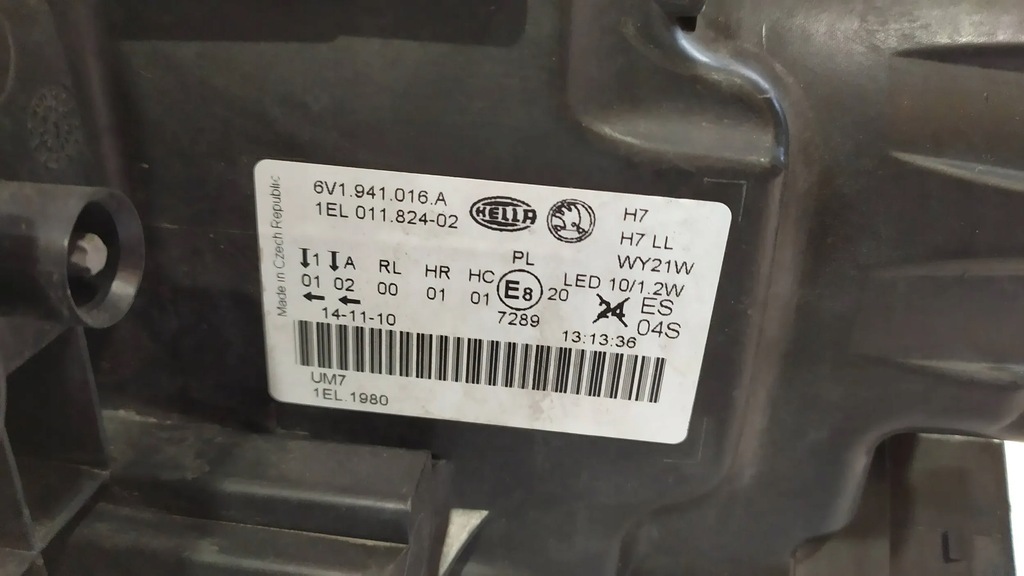 Made in Czech Republic
6V1.941.016.A
1EL 011.824-02
HELLA
H7
H7 LL
WY21W
LED 10/1.2W
1 A RL HR HC PL
01 02 00 01 01 E8 20
24 ES
04S
14-11-10
7289
13:13:36
UM7
1EL.1980
L